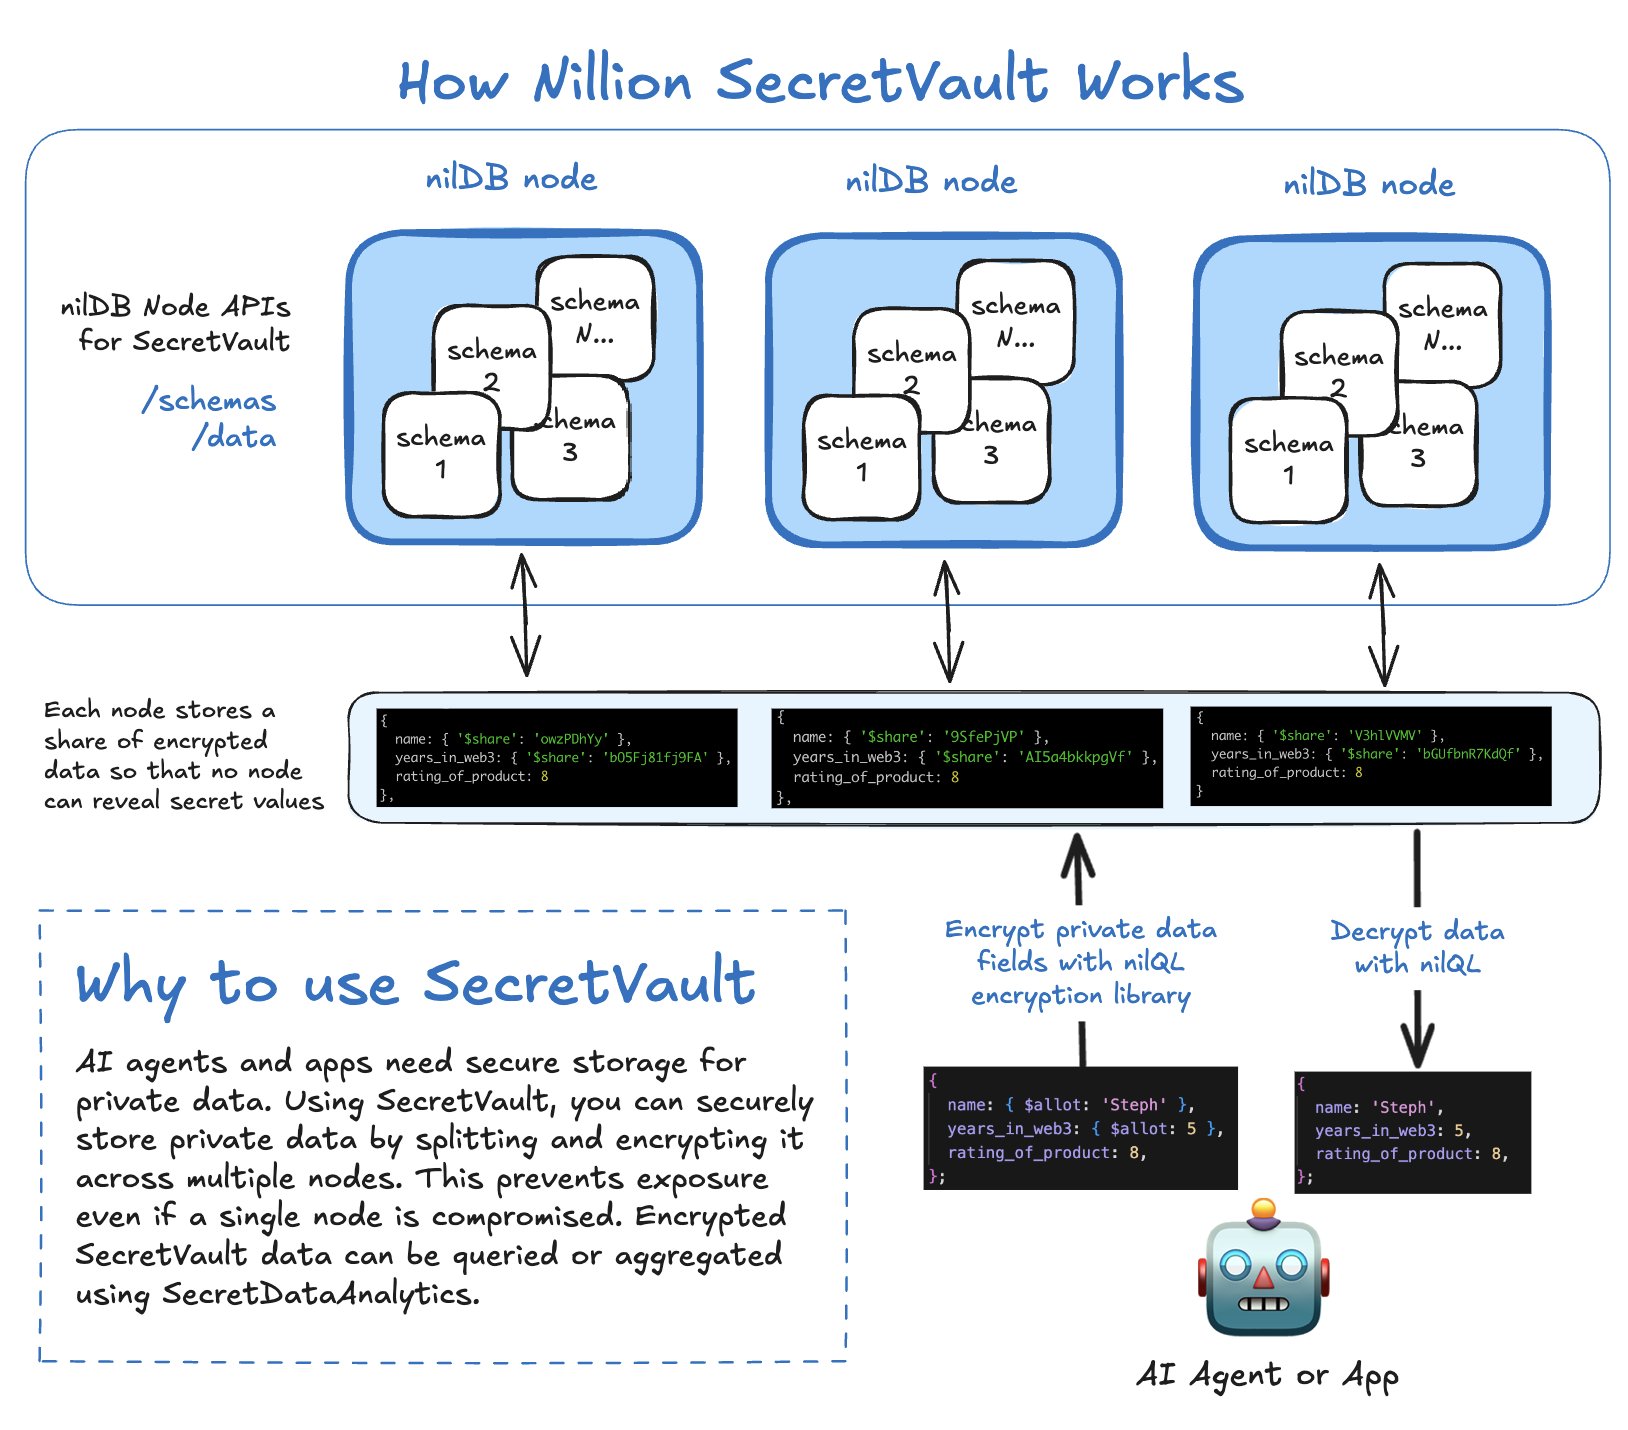 How Nillion SecretVault Works
nilDB node
nilDB node
nilDB node
nilDB Node APIs
for SecretVault
/schemas
/data
schema
N...
schema
2
schema
1
schema
3
schema
N...
schema
2
schema
1
chema
3
schema
N...
schema
2
schema
1
chema
3
Each node stores a
share of encrypted
data so that no node
can reveal secret values
{
name: { '$share': 'owzPDhYy' },
years_in_web3: { '$share': 'bO5Fj81fj9FA' },
rating_of_product: 8
},
{
name: { '$share': '9SfePjVP' },
years_in_web3: { '$share': 'AI5a4bkkpgVf' },
rating_of_product: 8
},
{
name: { '$share': 'V3hlVVMV' },
years_in_web3: { '$share': 'bGUfbnR7KdQf' },
rating_of_product: 8
}
Encrypt private data
fields with nilQL
encryption library
Decrypt data
with nilQL
{
name: { $allot: 'Steph' },
years_in_web3: { $allot: 5 },
rating_of_product: 8,
};
{
name: 'Steph',
years_in_web3: 5,
rating_of_product: 8,
};
AI Agent or App
Why to use SecretVault
AI agents and apps need secure storage for
private data. Using SecretVault, you can securely
store private data by splitting and encrypting it
across multiple nodes. This prevents exposure
even if a single node is compromised. Encrypted
SecretVault data can be queried or aggregated
using SecretDataAnalytics.